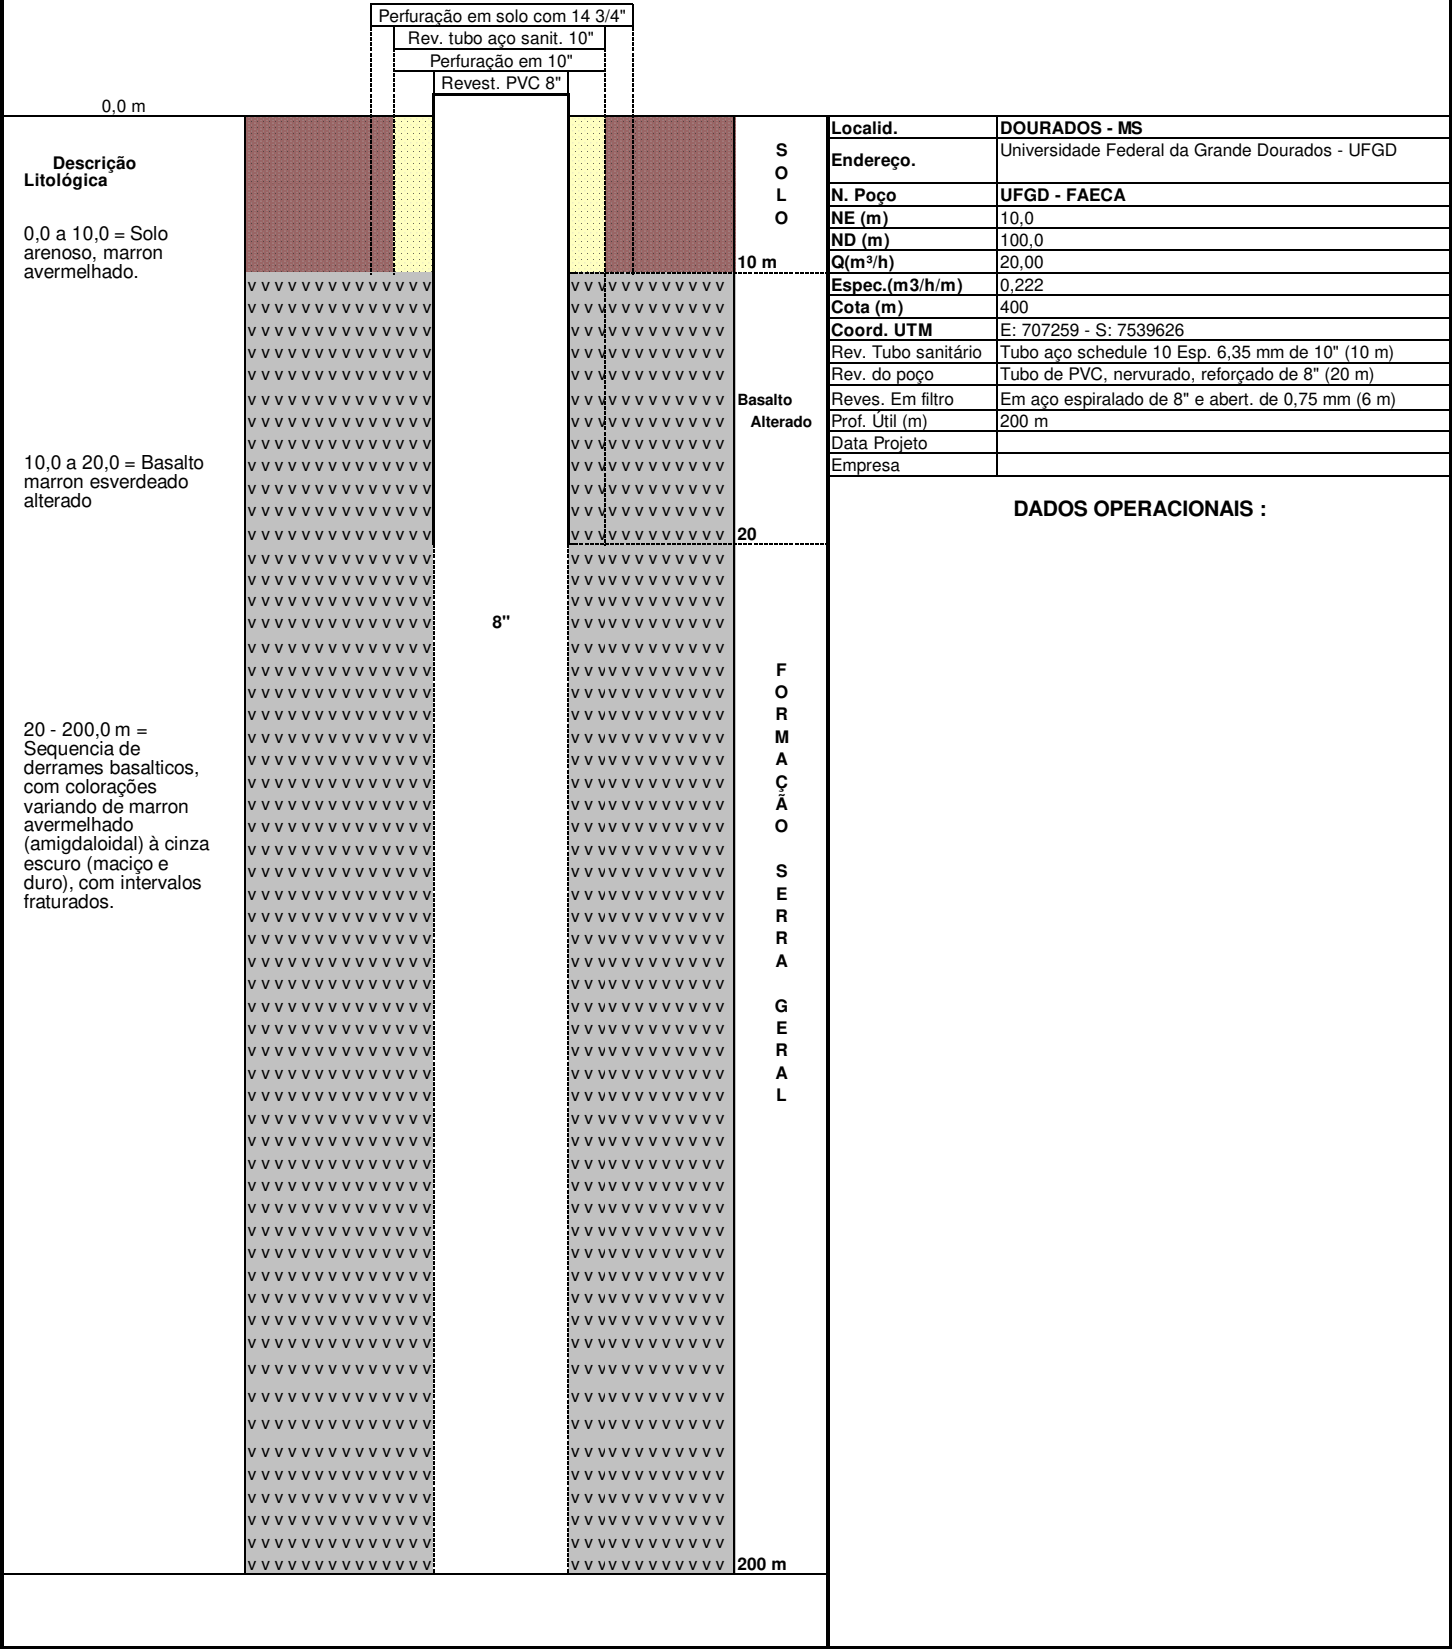 Perfuração em solo com 14 3/4"
Rev. tubo aço sanit. 10"
Perfuração em 10"
Revest. PVC 8"
0,0 m
Descrição
Litológica
0,0 a 10,0 = Solo
arenoso, marron
avermelhado.
10,0 a 20,0 = Basalto
marron esverdeado
alterado
20 - 200,0 m =
Sequencia de
derrames basalticos,
com colorações
variando de marron
avermelhado
(amigdaloidal) à cinza
escuro (maciço e
duro), com intervalos
fraturados.
8"
S
O
L
O
10 m
Basalto
Alterado
20
F
O
R
M
A
Ç
Ã
O
S
E
R
R
A
G
E
R
A
L
200 m
Localid. DOURADOS - MS
Endereço. Universidade Federal da Grande Dourados - UFGD
N. Poço UFGD - FAECA
NE (m) 10,0
ND (m) 100,0
Q(m³/h) 20,00
Espec.(m3/h/m) 0,222
Cota (m) 400
Coord. UTM E: 707259 - S: 7539626
Rev. Tubo sanitário Tubo aço schedule 10 Esp. 6,35 mm de 10" (10 m)
Rev. do poço Tubo de PVC, nervurado, reforçado de 8" (20 m)
Reves. Em filtro Em aço espiralado de 8" e abert. de 0,75 mm (6 m)
Prof. Útil (m) 200 m
Data Projeto
Empresa
DADOS OPERACIONAIS :